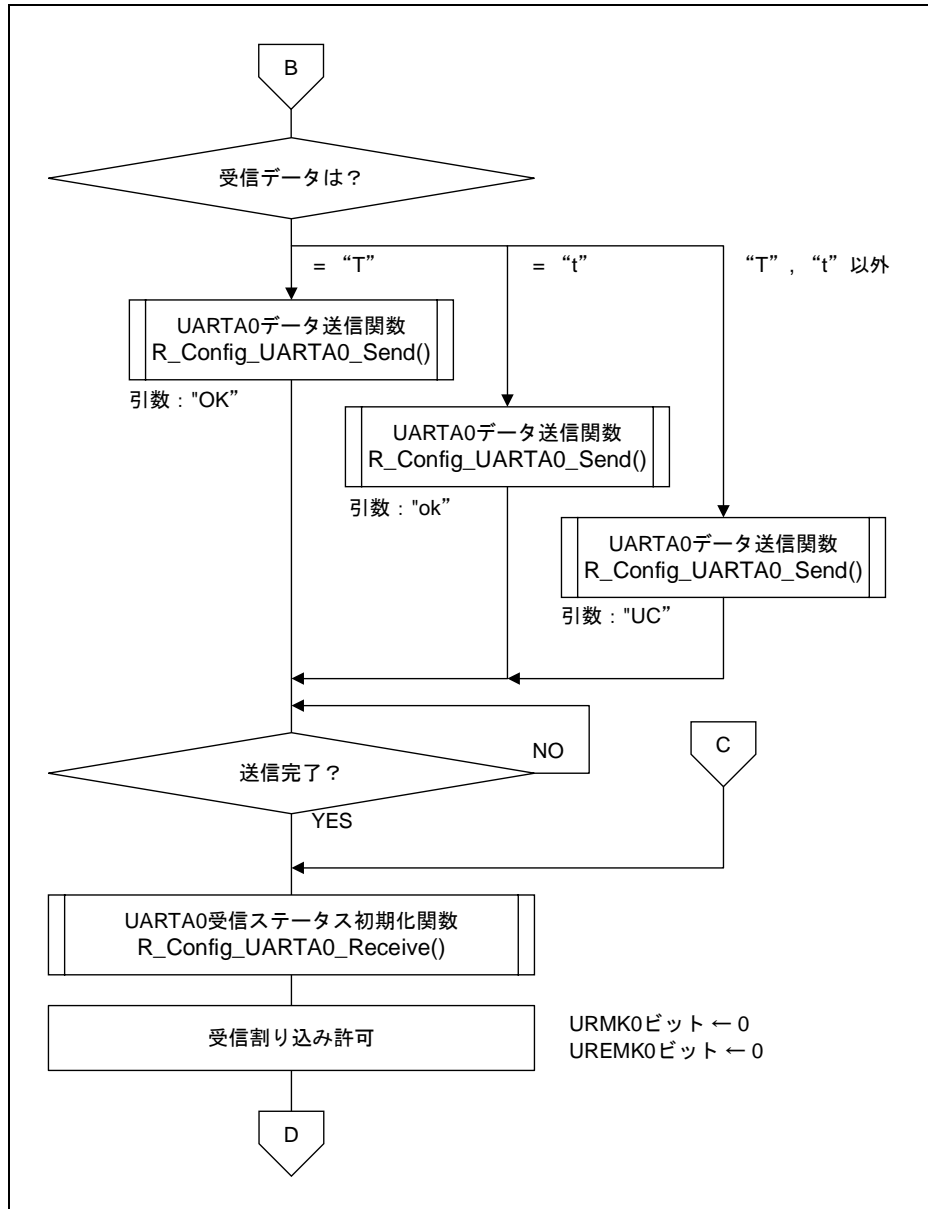 B
受信データは？
= “T”
= “t”
“T”，“t”以外
UARTA0データ送信関数
R_Config_UARTA0_Send()
引数："OK”
UARTA0データ送信関数
R_Config_UARTA0_Send()
引数："ok”
UARTA0データ送信関数
R_Config_UARTA0_Send()
引数："UC”
NO
C
送信完了？
YES
UARTA0受信ステータス初期化関数
R_Config_UARTA0_Receive()
受信割り込み許可
URMK0ビット ← 0
UREMK0ビット ← 0
D